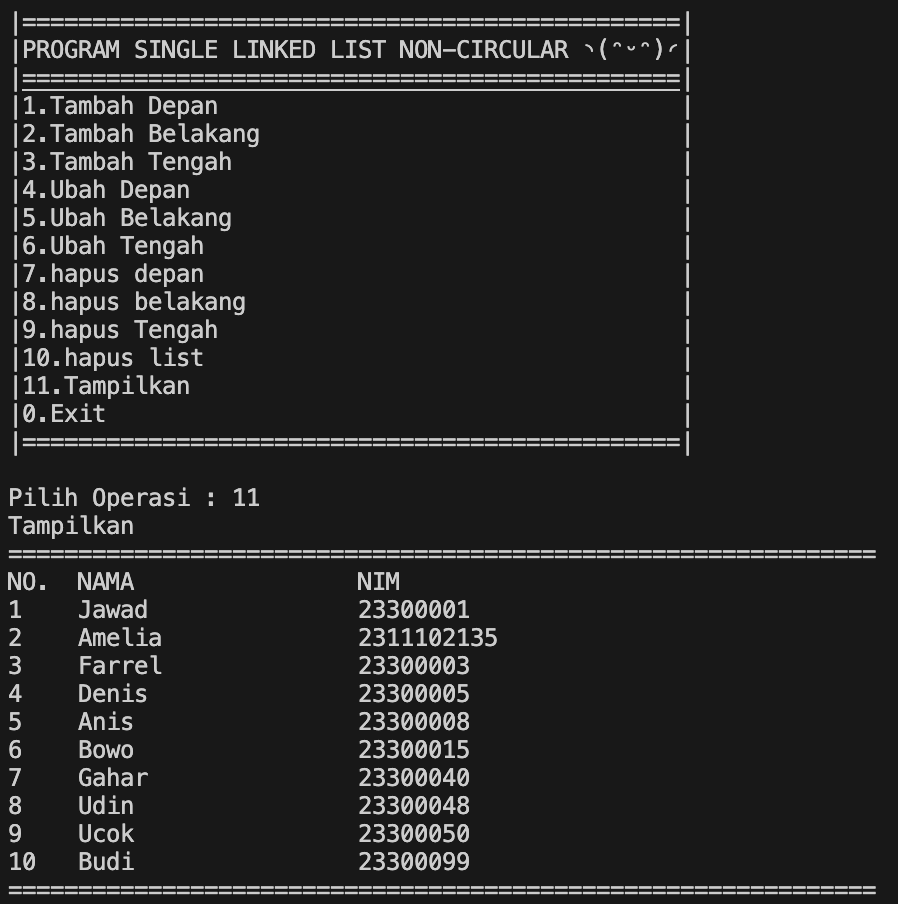 |===============================================|
|PROGRAM SINGLE LINKED LIST NON-CIRCULAR ◝(ᵔᵕᵔ)◜|
|===============================================|
|1.Tambah Depan |
|2.Tambah Belakang |
|3.Tambah Tengah |
|4.Ubah Depan |
|5.Ubah Belakang |
|6.Ubah Tengah |
|7.hapus depan |
|8.hapus belakang |
|9.hapus Tengah |
|10.hapus list |
|11.Tampilkan |
|0.Exit |
|===============================================|
Pilih Operasi : 11
Tampilkan
==============================================================
NO. NAMA NIM
1 Jawad 23300001
2 Amelia 2311102135
3 Farrel 23300003
4 Denis 23300005
5 Anis 23300008
6 Bowo 23300015
7 Gahar 23300040
8 Udin 23300048
9 Ucok 23300050
10 Budi 23300099
==============================================================